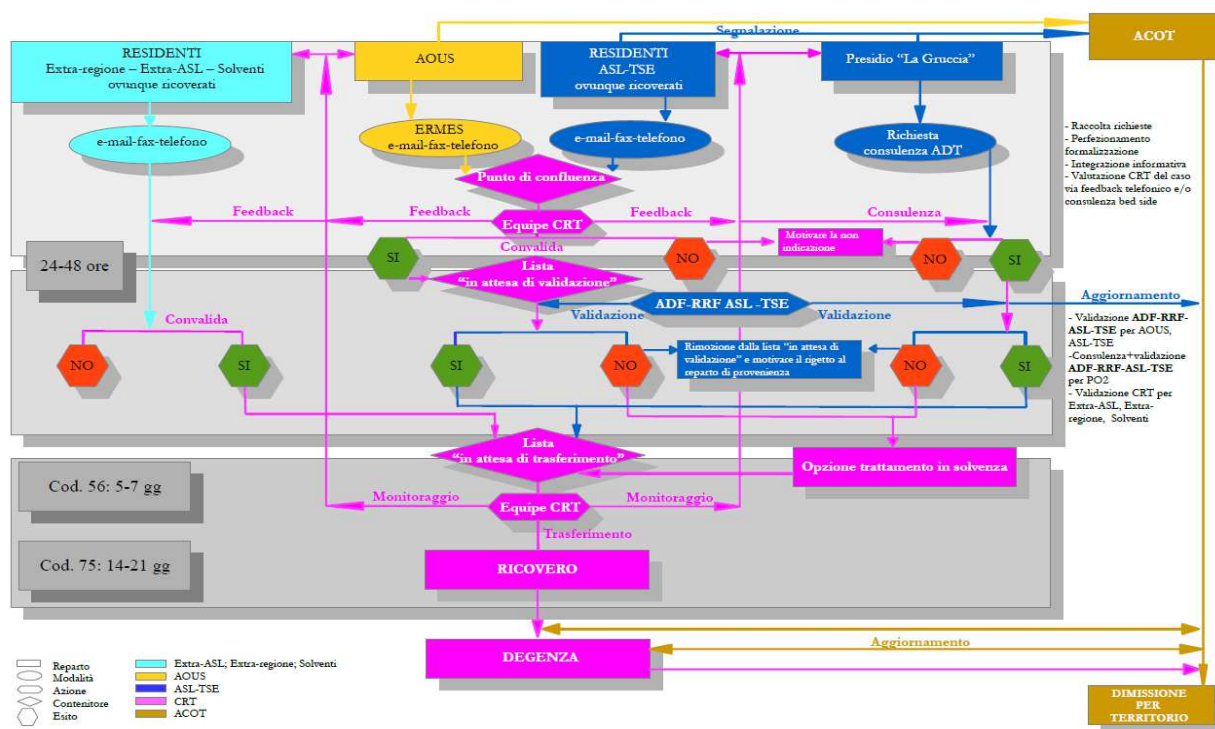 Segnalazione
ACOT
RESIDENTI
Extra-regione – Extra-ASL – Solventi
ovunque ricoverati
AOUS
RESIDENTI
ASL-TSE
ovunque ricoverati
Presidio “La Gruccia”
e-mail-fax-telefono
ERMES
e-mail-fax-telefono
e-mail-fax-telefono
Richiesta
consulenza ADT
- Raccolta richieste
- Perfezionamento
formalizzazione
- Integrazione informativa
- Valutazione CRT del caso
via feedback telefonico e/o
consulenza bed side
Punto di confluenza
Feedback
Feedback
Equipe CRT
Feedback
Consulenza
Motivare la non
indicazione
Convalida
SI
NO
NO
SI
24-48 ore
Lista
“in attesa di validazione”
ADF-RRF ASL -TSE
Aggiornamento
Validazione
Validazione
Convalida
- Validazione ADF-RRF-
ASL-TSE per AOUS,
ASL-TSE
-Consulenza+validazione
ADF-RRF-ASL-TSE
per PO2
- Validazione CRT per
Extra-ASL, Extra-
regione, Solventi
NO
SI
SI
NO
Rimozione dalla lista “in attesa di
validazione” e motivare il rigetto al
reparto di provenienza
NO
SI
Lista
“in attesa di trasferimento”
Opzione trattamento in solvenza
Cod. 56: 5-7 gg
Monitoraggio
Equipe CRT
Monitoraggio
Trasferimento
Cod. 75: 14-21 gg
RICOVERO
Aggiornamento
DEGENZA
Reparto
Modalità
Azione
Contenitore
Esito
Extra-ASL; Extra-regione; Solventi
AOUS
ASL-TSE
CRT
ACOT
DIMISSIONE
PER
TERRITORIO